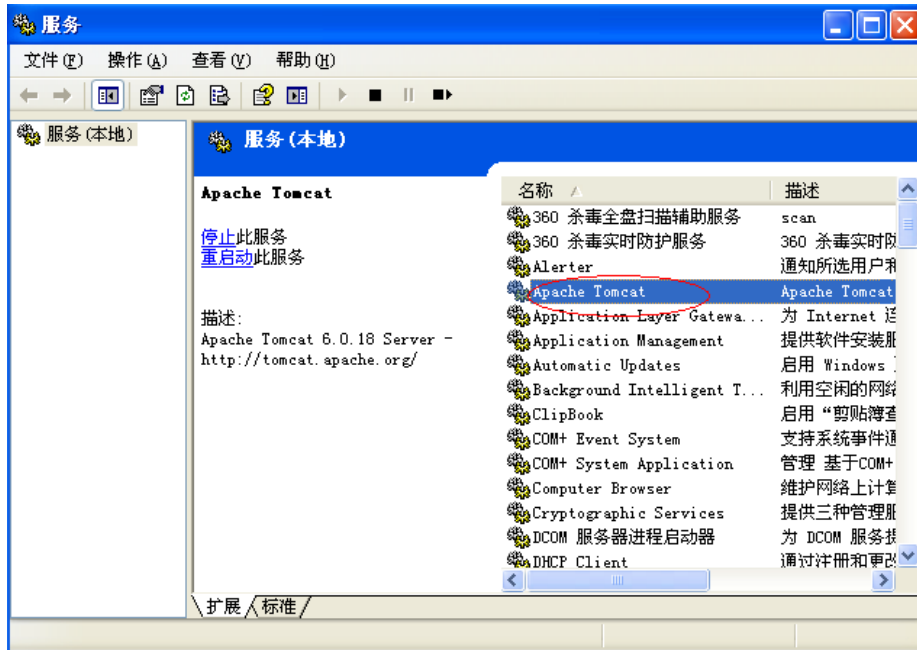 服务
文件(F) 操作(A) 查看(V) 帮助(H)
服务(本地)
服务(本地)
Apache Tomcat
停止此服务
重启动此服务
描述:
Apache Tomcat 6.0.18 Server -
http://tomcat.apache.org/
名称 描述
360 杀毒全盘扫描辅助服务 scan
360 杀毒实时防护服务 360 杀毒实时防
Alerter 通知所选用户和
Apache Tomcat Apache Tomcat
Application Layer Gatewa... 为 Internet 连
Application Management 提供软件安装服
Automatic Updates 启用 Windows
Background Intelligent T... 利用空闲的网络
ClipBook 启用“剪贴簿查
COM+ Event System 支持系统事件通
COM+ System Application 管理 基于COM+
Computer Browser 维护网络上计算
Cryptographic Services 提供三种管理服
DCOM 服务器进程启动器 为 DCOM 服务提
DHCP Client 通过注册和更改
扩展 标准